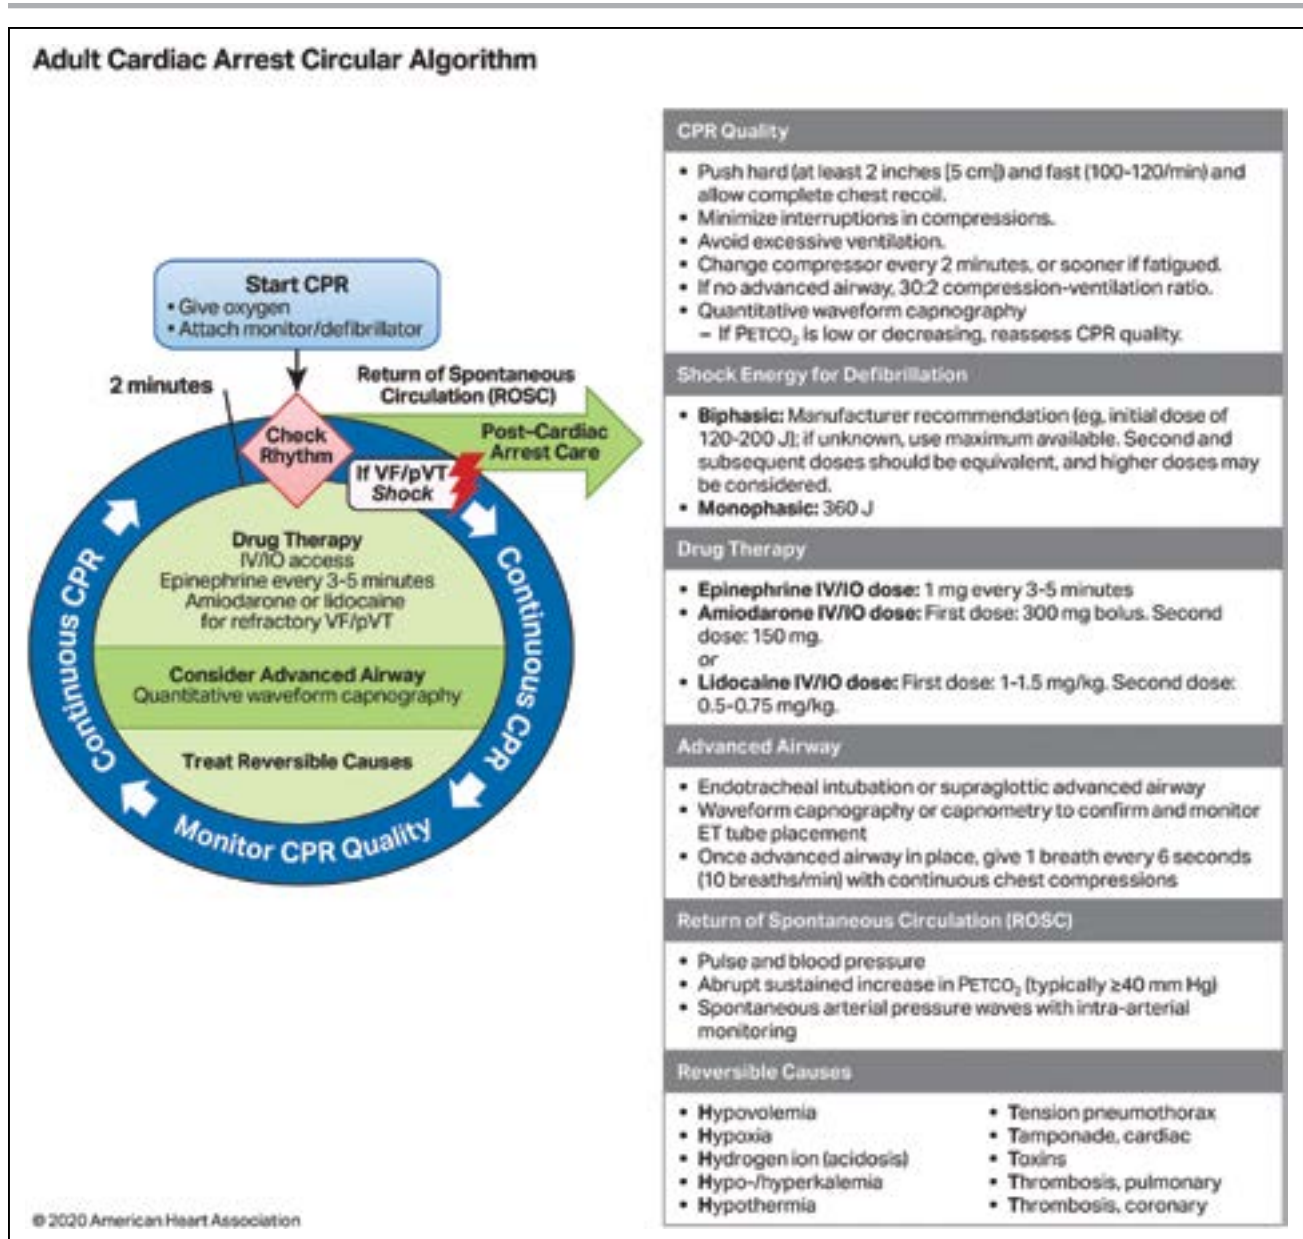 Adult Cardiac Arrest Circular Algorithm
Start CPR
• Give oxygen
• Attach monitor/defibrillator
2 minutes
Return of Spontaneous
Circulation (ROSC)
Check
Rhythm
Post–Cardiac
Arrest Care
If VF/pVT
Shock
Drug Therapy
IV/IO access
Epinephrine every 3-5 minutes
Amiodarone or lidocaine
for refractory VF/pVT
Consider Advanced Airway
Quantitative waveform capnography
Treat Reversible Causes
Continuous CPR
Continuous CPR
Monitor CPR Quality
CPR Quality
• Push hard (at least 2 inches [5 cm]) and fast (100-120/min) and
allow complete chest recoil.
• Minimize interruptions in compressions.
• Avoid excessive ventilation.
• Change compressor every 2 minutes, or sooner if fatigued.
• If no advanced airway, 30:2 compression-ventilation ratio.
• Quantitative waveform capnography
– If PETCO₂ is low or decreasing, reassess CPR quality.
Shock Energy for Defibrillation
• Biphasic: Manufacturer recommendation (eg, initial dose of
120-200 J); if unknown, use maximum available. Second and
subsequent doses should be equivalent, and higher doses may
be considered.
• Monophasic: 360 J
Drug Therapy
• Epinephrine IV/IO dose: 1 mg every 3-5 minutes
• Amiodarone IV/IO dose: First dose: 300 mg bolus. Second
dose: 150 mg.
or
• Lidocaine IV/IO dose: First dose: 1-1.5 mg/kg. Second dose:
0.5-0.75 mg/kg.
Advanced Airway
• Endotracheal intubation or supraglottic advanced airway
• Waveform capnography or capnometry to confirm and monitor
ET tube placement
• Once advanced airway in place, give 1 breath every 6 seconds
(10 breaths/min) with continuous chest compressions
Return of Spontaneous Circulation (ROSC)
• Pulse and blood pressure
• Abrupt sustained increase in PETCO₂ (typically ≥40 mm Hg)
• Spontaneous arterial pressure waves with intra-arterial
monitoring
Reversible Causes
• Hypovolemia
• Hypoxia
• Hydrogen ion (acidosis)
• Hypo-/hyperkalemia
• Hypothermia
• Tension pneumothorax
• Tamponade, cardiac
• Toxins
• Thrombosis, pulmonary
• Thrombosis, coronary
© 2020 American Heart Association